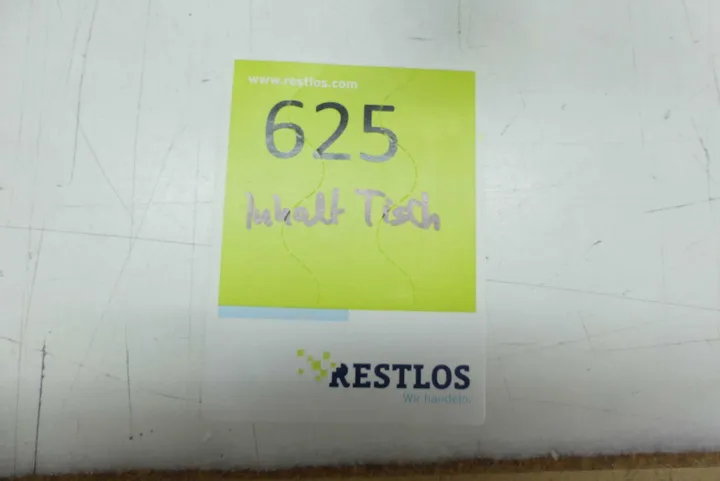 www.restlos.com
625
Inhalt Tisch
RESTLOS
Wir handeln